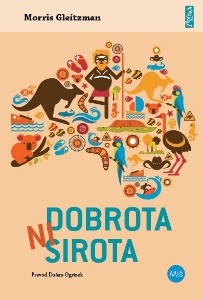 Morris Gleitzman
DOBROTA
NI
SIROTA
Prevod Dušan Ogrizek
Miš